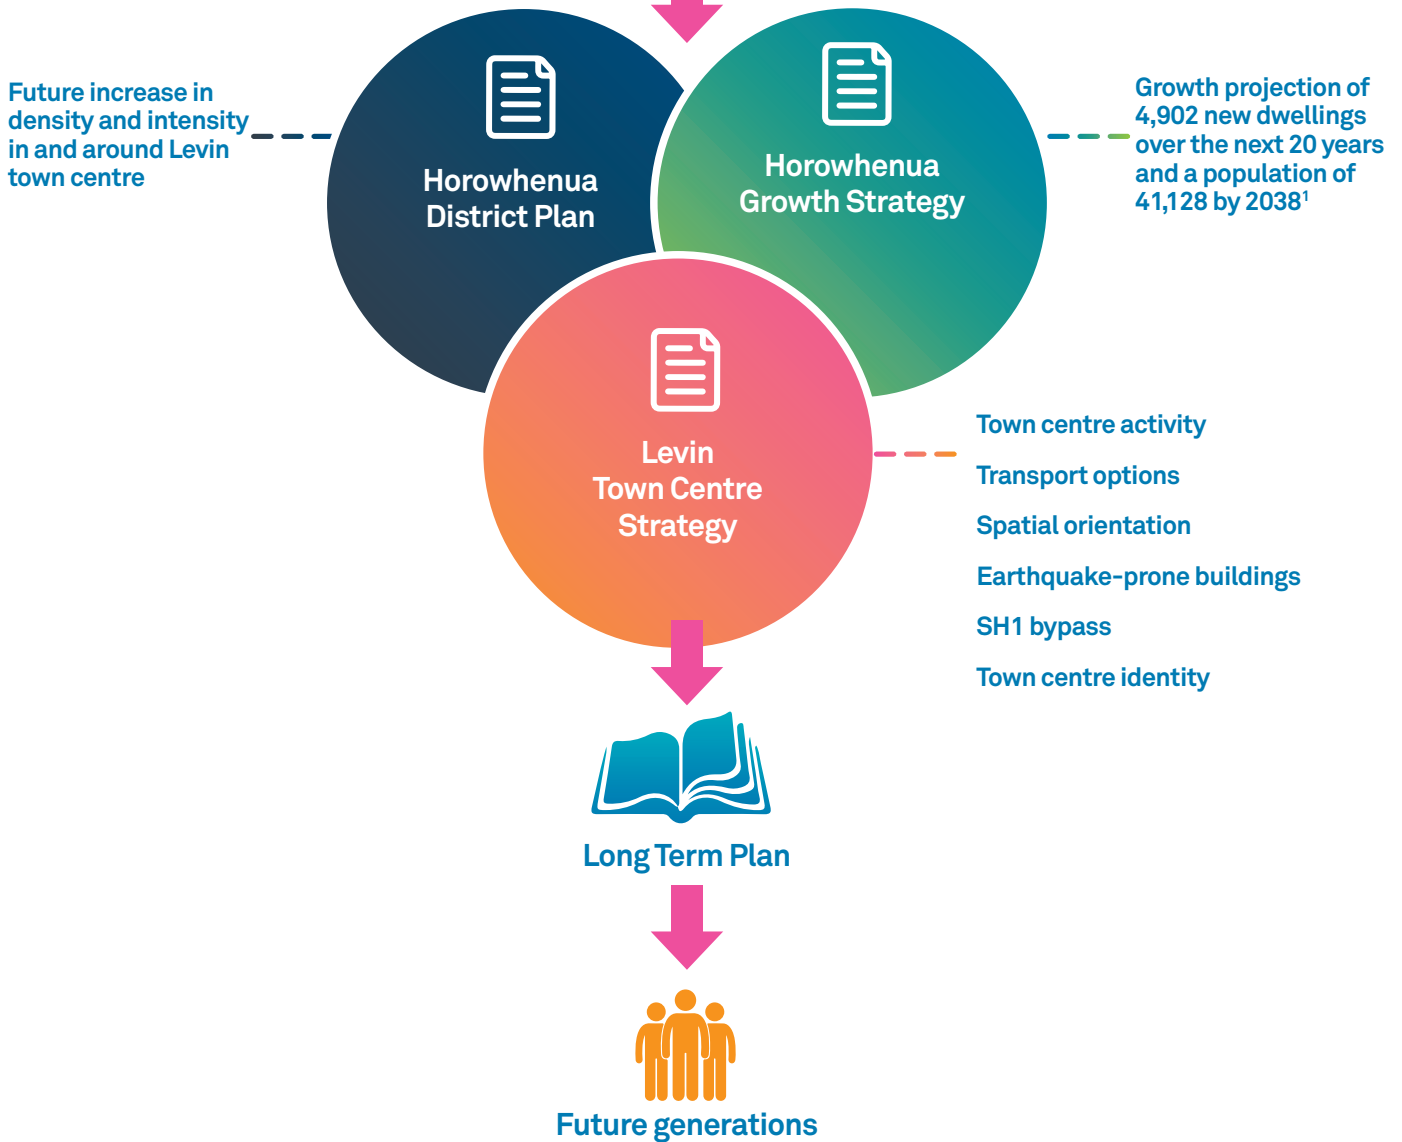 Future increase in
density and intensity
in and around Levin
town centre
Horowhenua
District Plan
Horowhenua
Growth Strategy
Growth projection of
4,902 new dwellings
over the next 20 years
and a population of
41,128 by 2038¹
Levin
Town Centre
Strategy
Town centre activity
Transport options
Spatial orientation
Earthquake-prone buildings
SH1 bypass
Town centre identity
Long Term Plan
Future generations